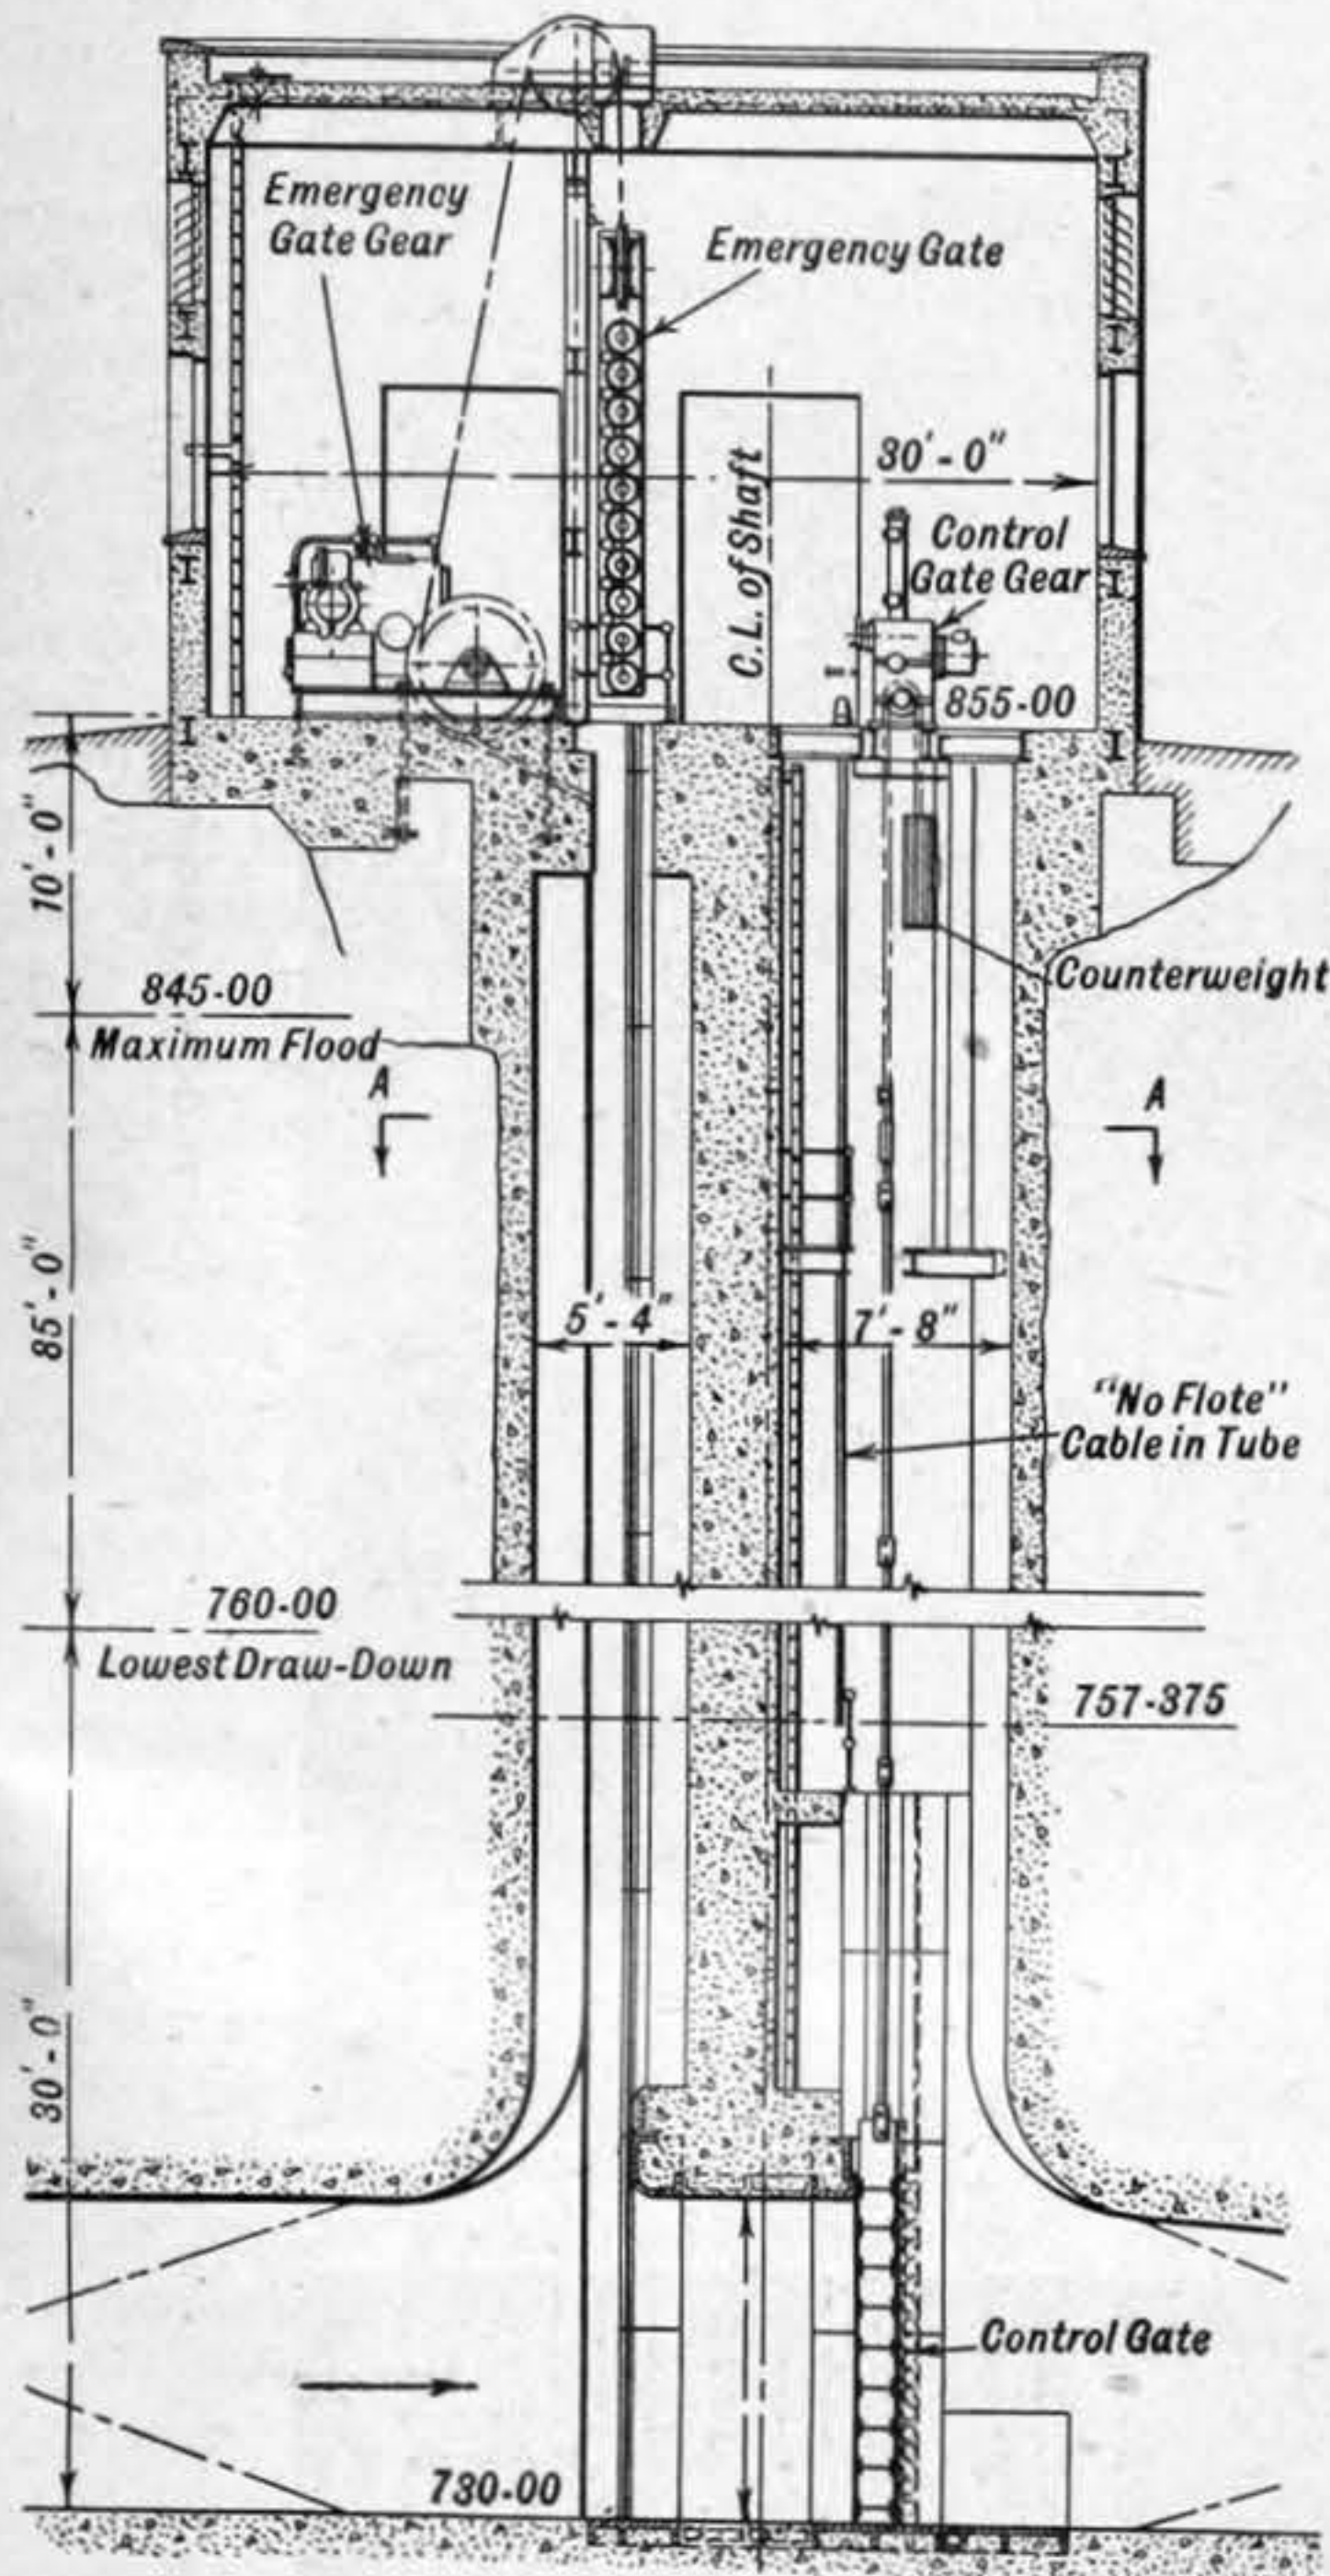 Emergency
Gate Gear
Emergency Gate
30'-0"
C.L. of Shaft
Control
Gate Gear
855-00
10'-0"
845-00
Maximum Flood
Counterweight
A
A
85'-0"
5'-4"
7'-8"
"No Flote"
Cable in Tube
760-00
Lowest Draw-Down
757-375
30'-0"
Control Gate
730-00